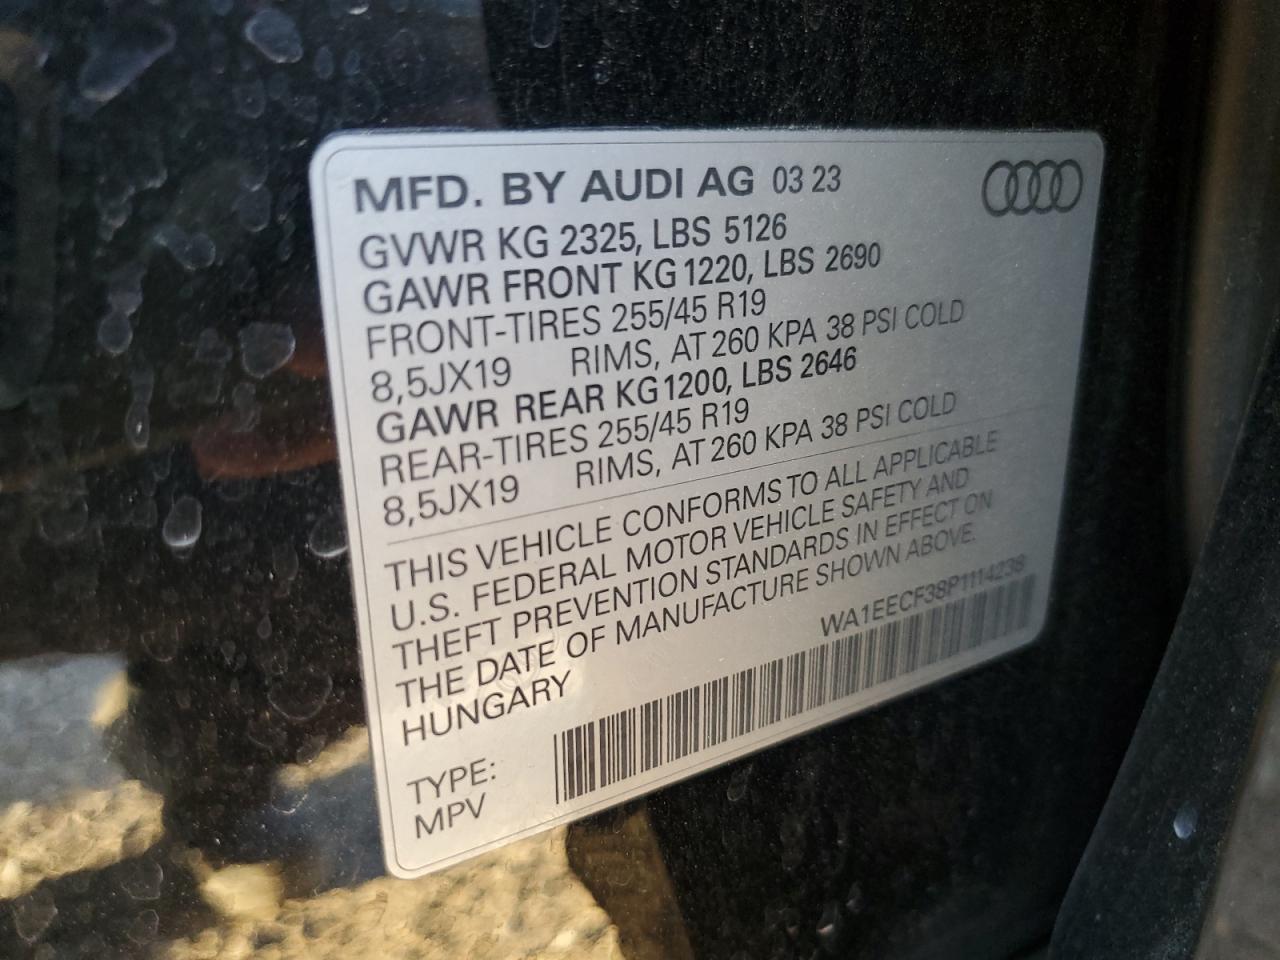 MFD. BY AUDI AG 03 23
GVWR KG 2325, LBS 5126
GAWR FRONT KG 1220, LBS 2690
FRONT-TIRES 255/45 R19
8,5JX19 RIMS, AT 260 KPA 38 PSI COLD
GAWR REAR KG 1200, LBS 2646
REAR-TIRES 255/45 R19
8,5JX19 RIMS, AT 260 KPA 38 PSI COLD
THIS VEHICLE CONFORMS TO ALL APPLICABLE
U.S. FEDERAL MOTOR VEHICLE SAFETY AND
THEFT PREVENTION STANDARDS IN EFFECT ON
THE DATE OF MANUFACTURE SHOWN ABOVE.
HUNGARY
WA1EECF38P1114238
TYPE:
MPV